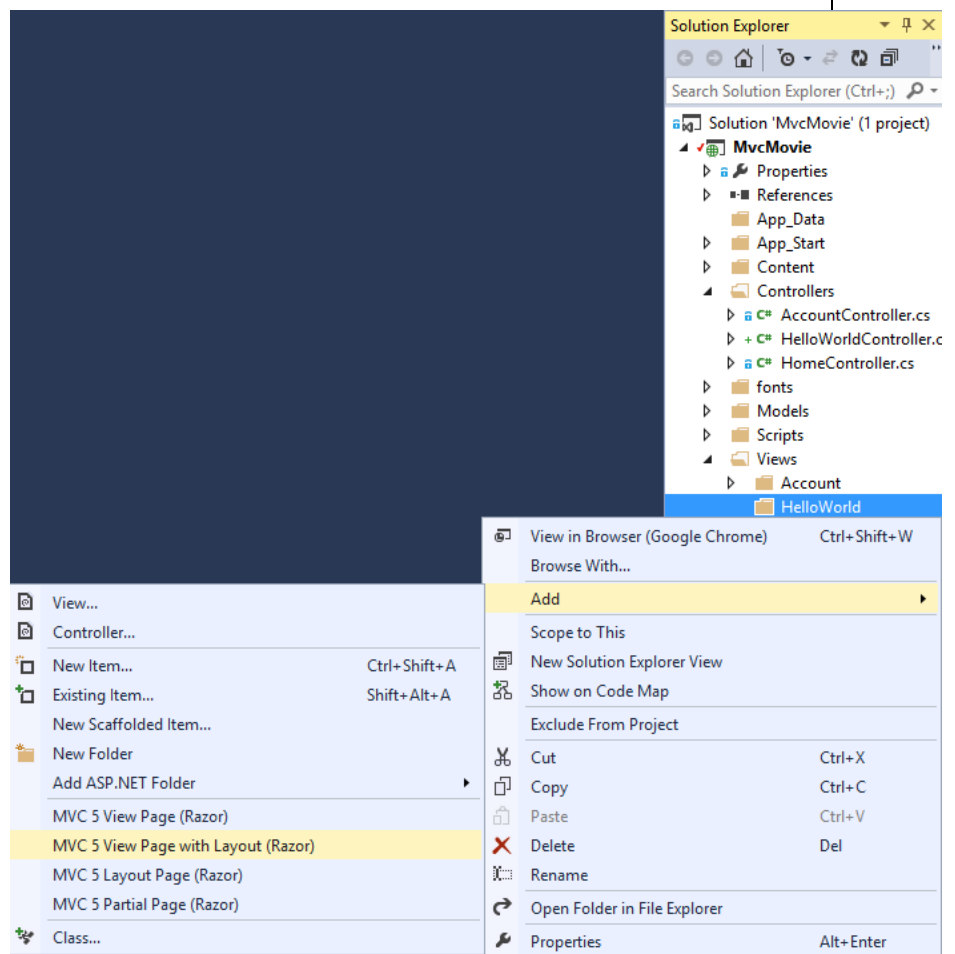 Solution Explorer
Search Solution Explorer (Ctrl+;)
Solution 'MvcMovie' (1 project)
MvcMovie
Properties
References
App_Data
App_Start
Content
Controllers
C# AccountController.cs
+ C# HelloWorldController.c
C# HomeController.cs
fonts
Models
Scripts
Views
Account
HelloWorld
View in Browser (Google Chrome) Ctrl+Shift+W
Browse With...
Add
Scope to This
New Solution Explorer View
Show on Code Map
Exclude From Project
Cut Ctrl+X
Copy Ctrl+C
Paste Ctrl+V
Delete Del
Rename
Open Folder in File Explorer
Properties Alt+Enter
View...
Controller...
New Item... Ctrl+Shift+A
Existing Item... Shift+Alt+A
New Scaffolded Item...
New Folder
Add ASP.NET Folder
MVC 5 View Page (Razor)
MVC 5 View Page with Layout (Razor)
MVC 5 Layout Page (Razor)
MVC 5 Partial Page (Razor)
Class...